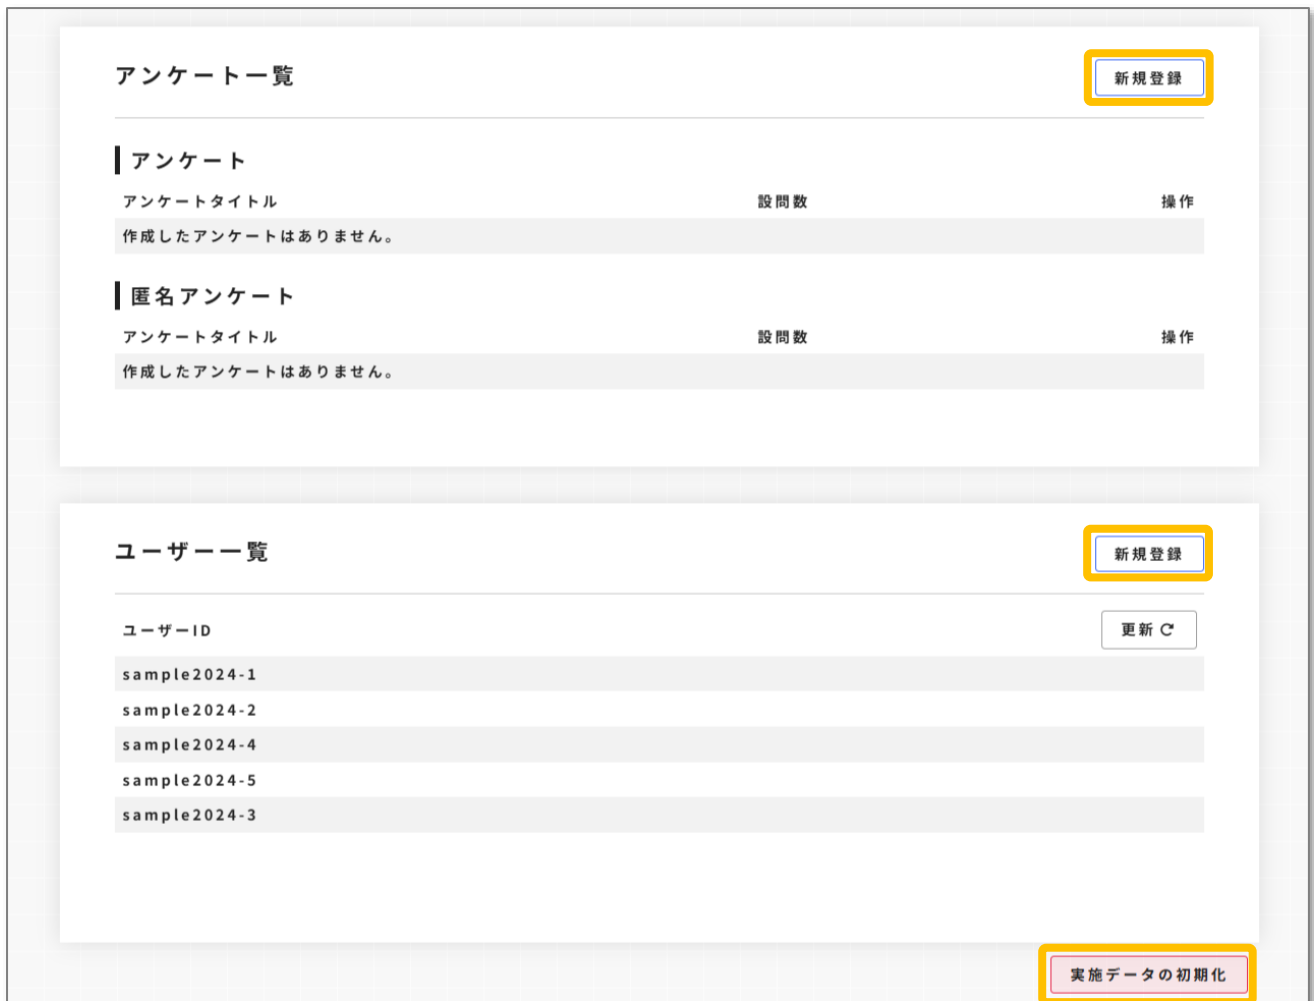 アンケート一覧 新規登録
アンケート
アンケートタイトル 設問数 操作
作成したアンケートはありません。
匿名アンケート
アンケートタイトル 設問数 操作
作成したアンケートはありません。
ユーザー一覧 新規登録
ユーザーID 更新
sample2024-1
sample2024-2
sample2024-4
sample2024-5
sample2024-3
実施データの初期化